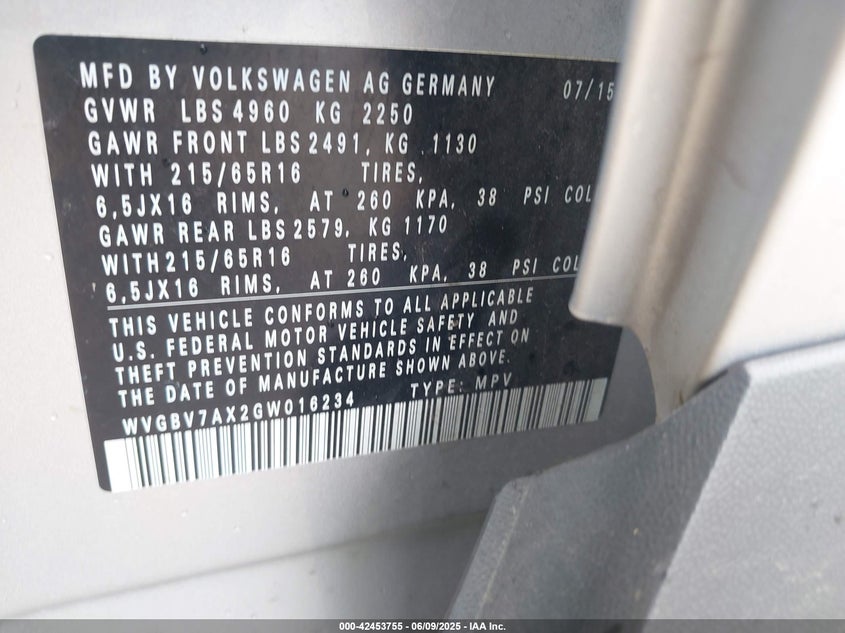 MFD BY VOLKSWAGEN AG GERMANY 07/15
GVWR LBS 4960 KG 2250
GAWR FRONT LBS 2491, KG 1130
WITH 215/65R16 TIRES,
6,5JX16 RIMS, AT 260 KPA, 38 PSI COL
GAWR REAR LBS 2579, KG 1170
WITH 215/65R16 TIRES,
6,5JX16 RIMS, AT 260 KPA, 38 PSI COL
THIS VEHICLE CONFORMS TO ALL APPLICABLE
U.S. FEDERAL MOTOR VEHICLE SAFETY AND
THEFT PREVENTION STANDARDS IN EFFECT ON
THE DATE OF MANUFACTURE SHOWN ABOVE.
WVGBV7AX2GW016234 TYPE: MPV
000-42453755 - 06/09/2025 - IAA Inc.